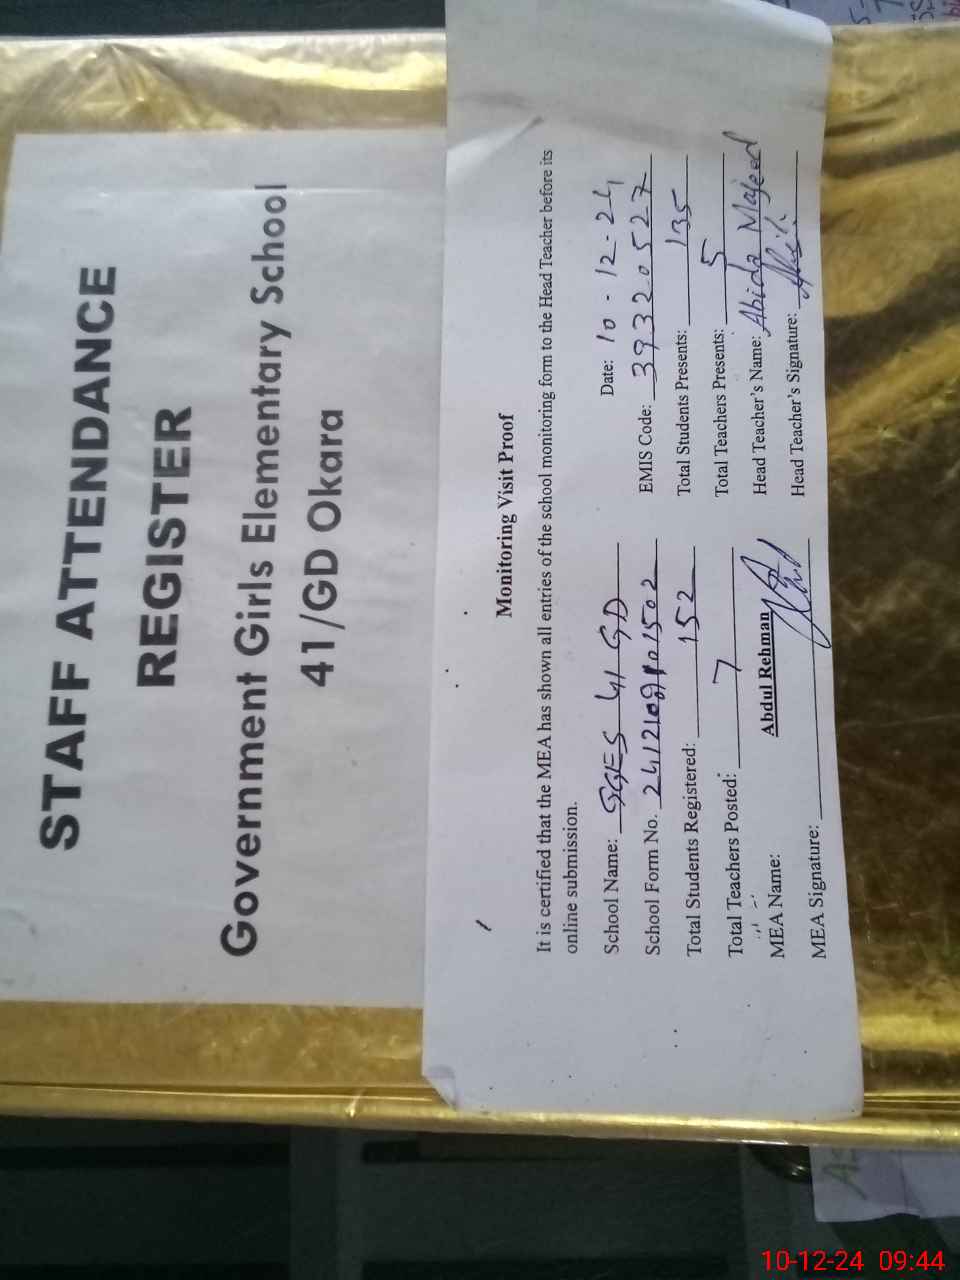 STAFF ATTENDANCE
REGISTER
Government Girls Elementary School
41/GD Okara
Monitoring Visit Proof
It is certified that the MEA has shown all entries of the school monitoring form to the Head Teacher before its
online submission.
Date: 10-12-24
School Name: GGES 41 GD
EMIS Code: 39320527
School Form No.
Total Students Presents: 135
Total Students Registered: 152
Total Teachers Presents: 5
Total Teachers Posted: 7
Head Teacher's Name: Abida Majeed
MEA Name: Abdul Rehman
Head Teacher's Signature:
MEA Signature:
10-12-24 09:44